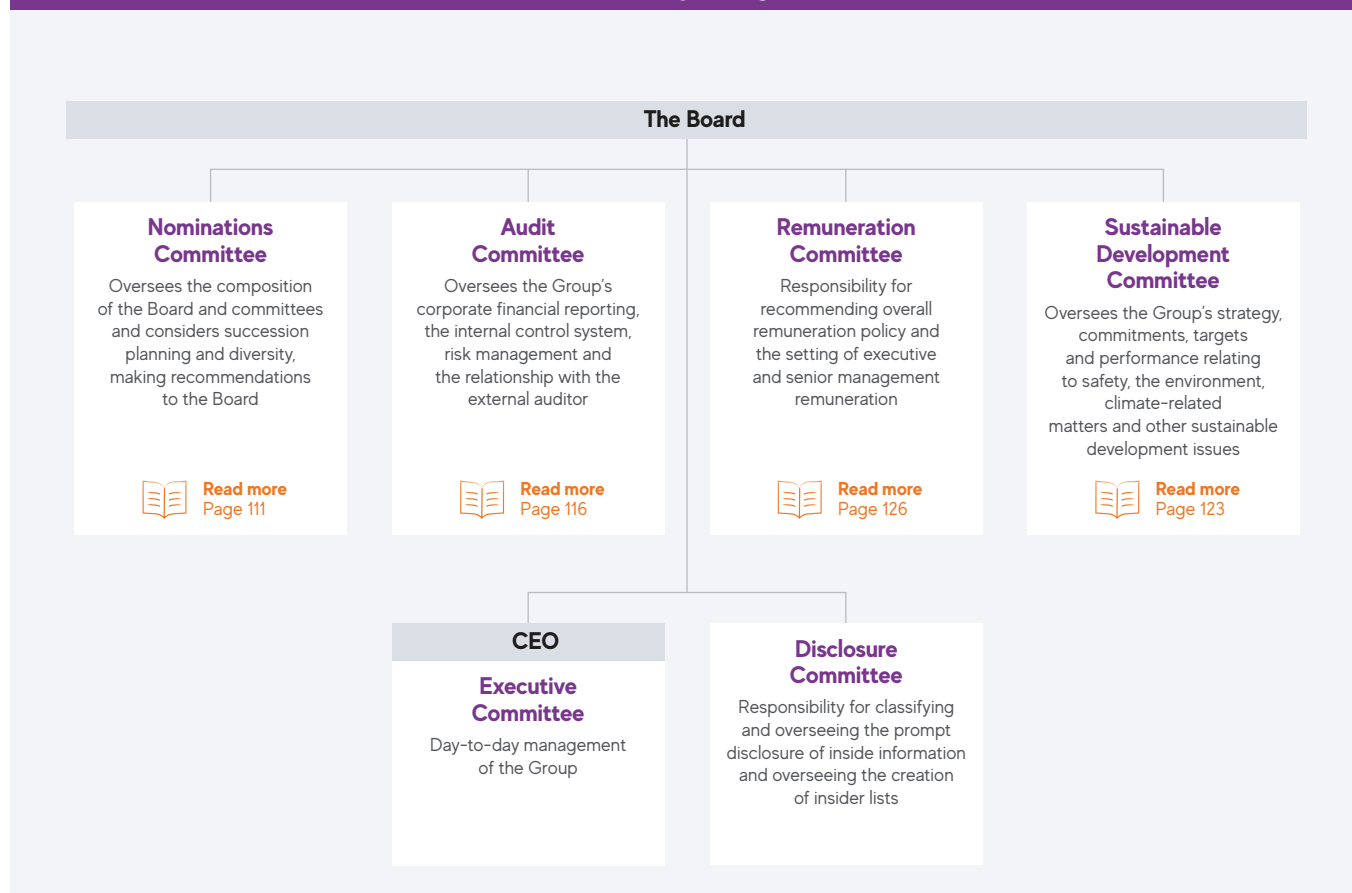 The Board
Nominations
Committee
Oversees the composition
of the Board and committees
and considers succession
planning and diversity,
making recommendations
to the Board
Read more
Page 111
Audit
Committee
Oversees the Group’s
corporate financial reporting,
the internal control system,
risk management and
the relationship with the
external auditor
Read more
Page 116
Remuneration
Committee
Responsibility for
recommending overall
remuneration policy and
the setting of executive
and senior management
remuneration
Read more
Page 126
Sustainable
Development
Committee
Oversees the Group’s strategy,
commitments, targets
and performance relating
to safety, the environment,
climate-related
matters and other sustainable
development issues
Read more
Page 123
CEO
Executive
Committee
Day-to-day management
of the Group
Disclosure
Committee
Responsibility for classifying
and overseeing the prompt
disclosure of inside information
and overseeing the creation
of insider lists